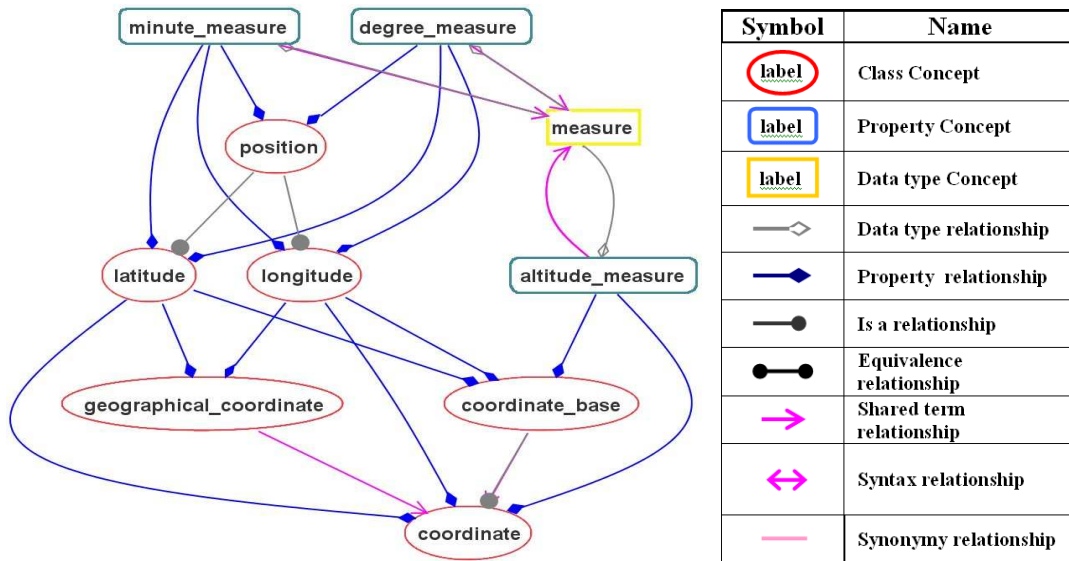 minute_measure
degree_measure
measure
position
latitude
longitude
altitude_measure
geographical_coordinate
coordinate_base
coordinate
Symbol Name
label Class Concept
label Property Concept
label Data type Concept
Data type relationship
Property relationship
Is a relationship
Equivalence
relationship
Shared term
relationship
Syntax relationship
Synonymy relationship